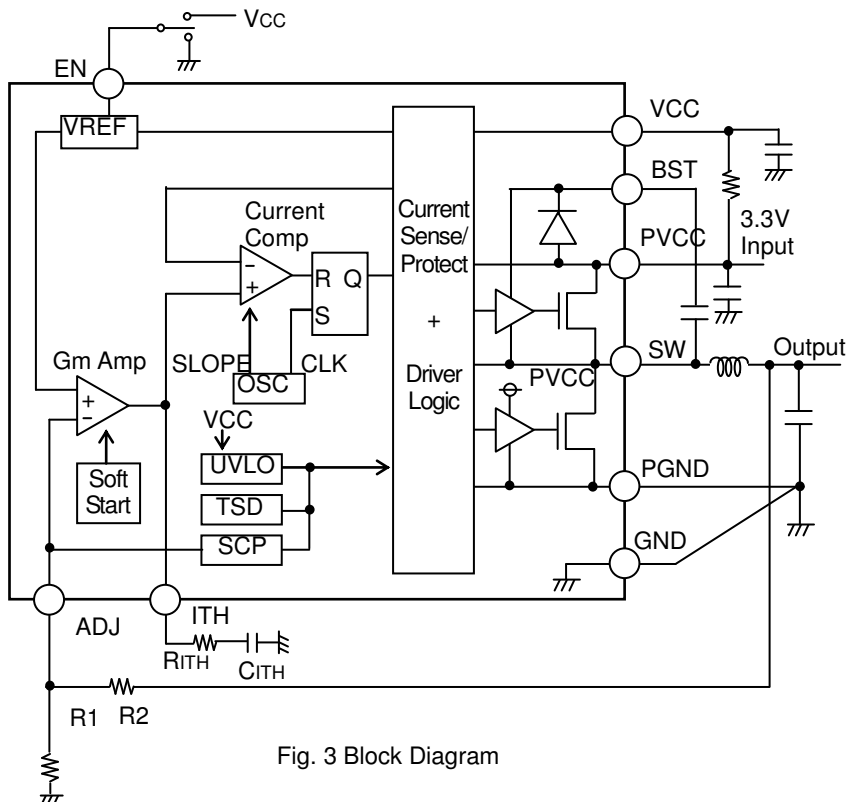 VCC
EN
VREF
VCC
BST
Current
Comp
Current
Sense/
Protect
+
Driver
Logic
3.3V
Input
PVCC
R Q
S
-
+
Gm Amp
SLOPE
OSC
CLK
SW
Output
PVCC
+
-
VCC
UVLO
Soft
Start
TSD
SCP
PGND
GND
ADJ
ITH
RITH
CITH
R1
R2
Fig. 3 Block Diagram